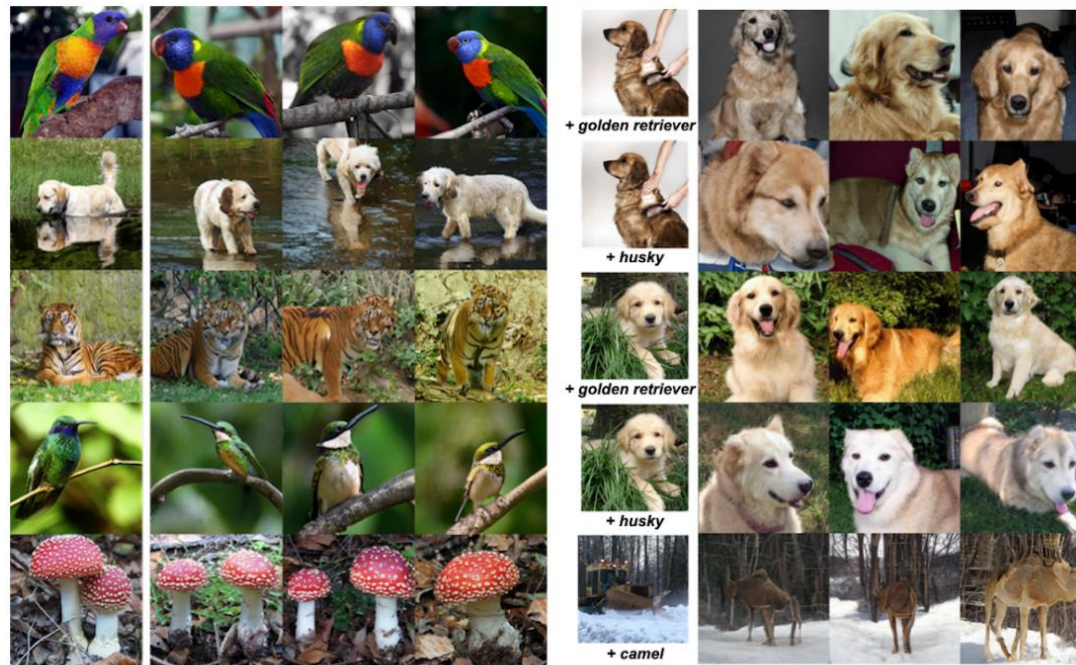 + golden retriever
+ husky
+ golden retriever
+ husky
+ camel